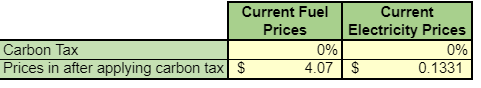 Current Fuel Prices
Current Electricity Prices
Carbon Tax 0% 0%
Prices in after applying carbon tax $ 4.07 $ 0.1331